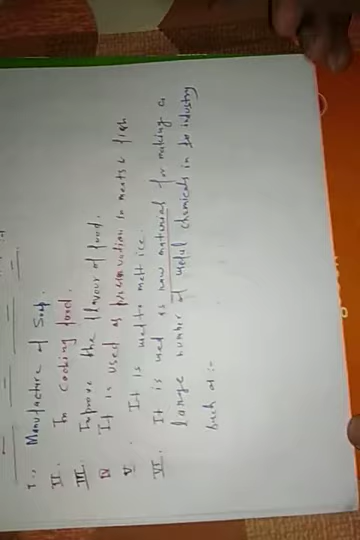 I., Manufacture of Soap.
II. In Cooking food.
III. Improve the flavour of food.
IV It is used as preservation in meats & fish
V. It is used to melt ice.
VI. It is used as raw material for making a
large number of useful chemicals in the industry
Such as :-